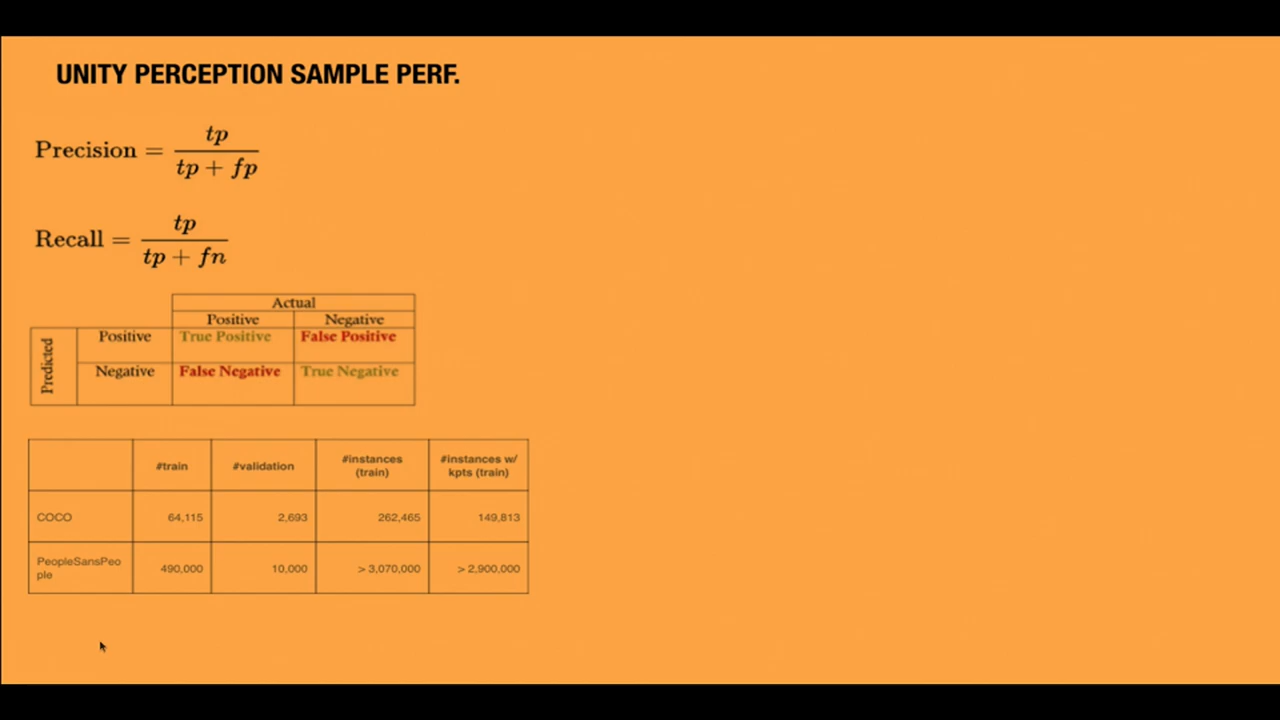 UNITY PERCEPTION SAMPLE PERF.
Precision = tp / tp + fp
Recall = tp / tp + fn
Actual
Positive Negative
Predicted
Positive True Positive False Positive
Negative False Negative True Negative
#train #validation #instances (train) #instances w/ kpts (train)
COCO 64,115 2,693 262,465 149,813
PeopleSansPeo
ple 490,000 10,000 > 3,070,000 > 2,900,000